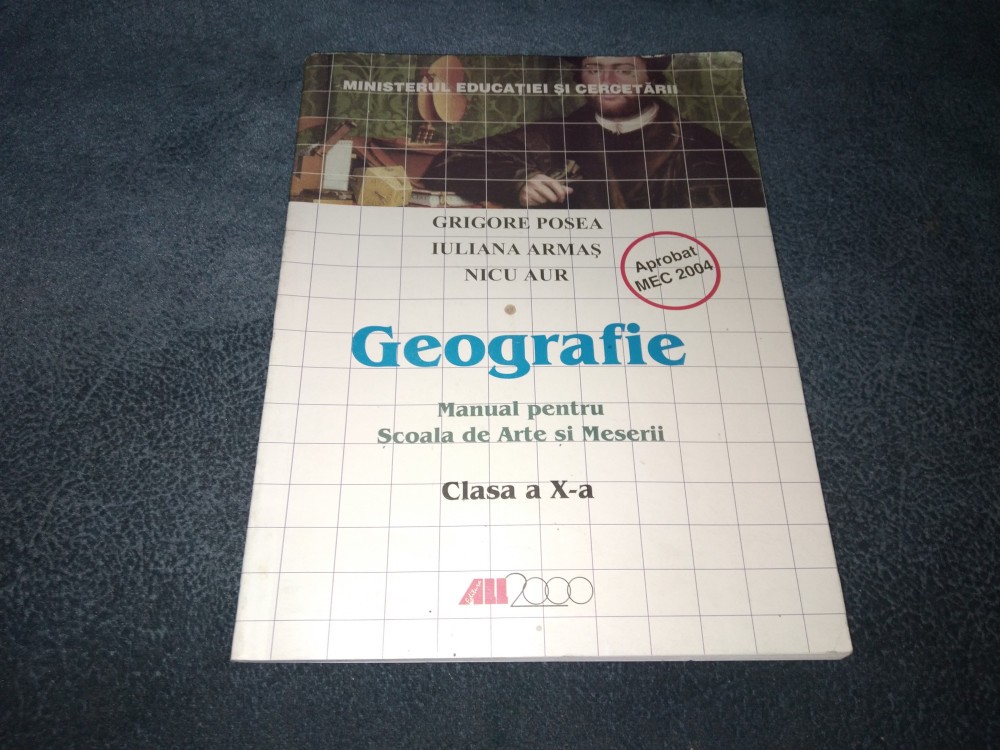 MINISTERUL EDUCAȚIEI ȘI CERCETĂRII
GRIGORE POSEA
IULIANA ARMAȘ
NICU AUR
Aprobat
MEC 2004
Geografie
Manual pentru
Școala de Arte și Meserii
Clasa a X-a
Editura ALL 2000